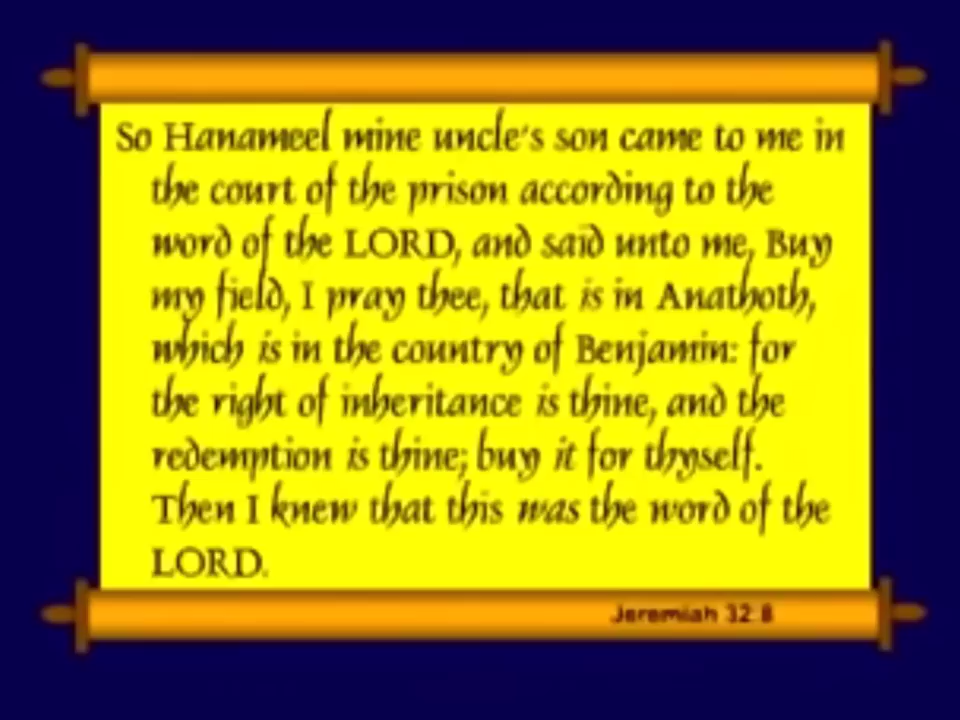 So Hanameel mine uncle's son came to me in
the court of the prison according to the
word of the LORD, and said unto me, Buy
my field, I pray thee, that is in Anathoth,
which is in the country of Benjamin: for
the right of inheritance is thine, and the
redemption is thine; buy it for thyself.
Then I knew that this was the word of the
LORD.
Jeremiah 32:8